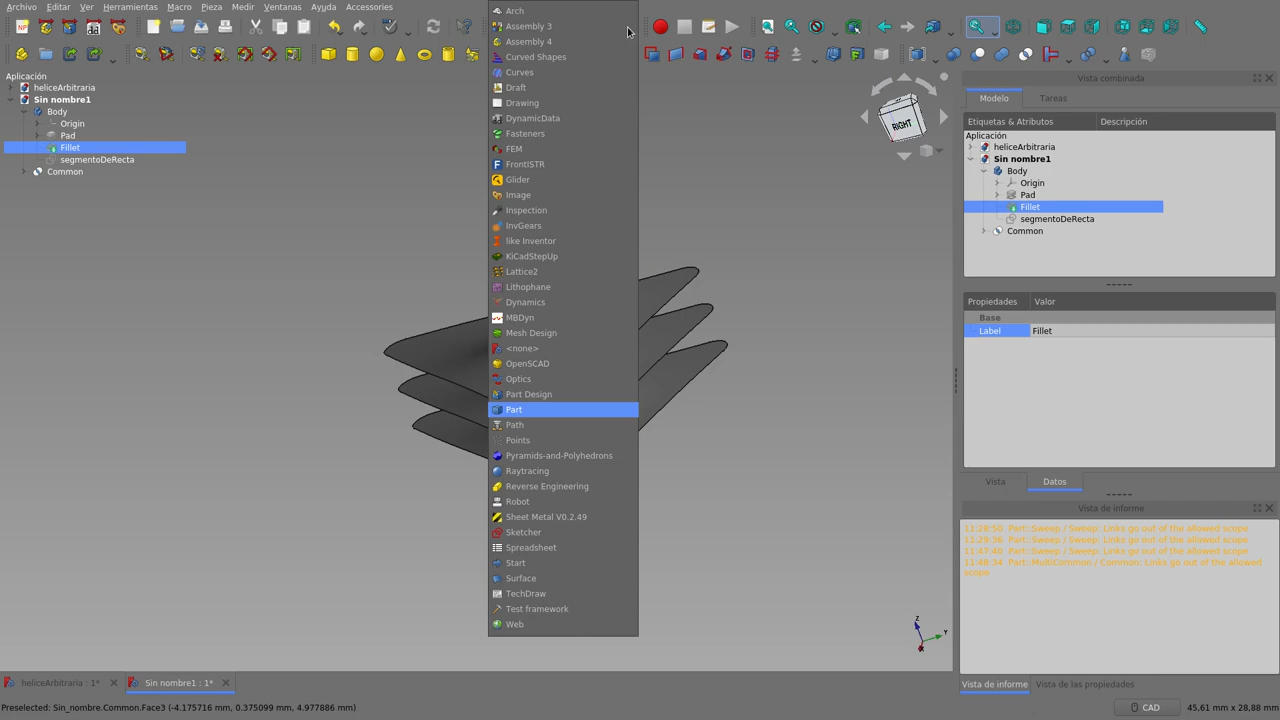 Archivo Editar Ver Ensamblaje Herramientas Macro Pieza Medir Ventanas Ayuda Accessories
Aplicación
heliceArbitraria
Sin nombre1
Body
Origin
Pad
Fillet
segmentoDeRecta
Common
Arch
Assembly 3
Assembly 4
Curved Shapes
Curves
Draft
Drawing
DynamicData
Fasteners
FEM
FrontISTR
Glider
Image
Inspection
InvGears
like Inventor
KiCadStepUp
Lattice2
Lithophane
Dynamics
MBDyn
Mesh Design
<none>
OpenSCAD
Optics
Part Design
Part
Path
Points
Pyramids-and-Polyhedrons
Raytracing
Reverse Engineering
Robot
Sheet Metal V0.2.49
Sketcher
Spreadsheet
Start
Surface
TechDraw
Test framework
Web
RIGHT
Z
Y
X
Vista combinada
Modelo Tareas
Etiquetas & Atributos Descripción
Aplicación
heliceArbitraria
Sin nombre1
Body
Origin
Pad
Fillet
segmentoDeRecta
Common
Propiedades Valor
Base
Label Fillet
Vista Datos
Vista de informe
11:28:50 Part::Sweep / Sweep: Links go out of the allowed scope
11:29:36 Part::Sweep / Sweep: Links go out of the allowed scope
11:47:40 Part::Sweep / Sweep: Links go out of the allowed scope
11:48:34 Part::MultiCommon / Common: Links go out of the allowed
scope
Vista de informe Vista de las propiedades
heliceArbitraria : 1* Sin nombre1 : 1*
Preselected: Sin_nombre.Common.Face3 (-4.175716 mm, 0.375099 mm, 4.977886 mm) CAD 45,61 mm x 28,88 mm